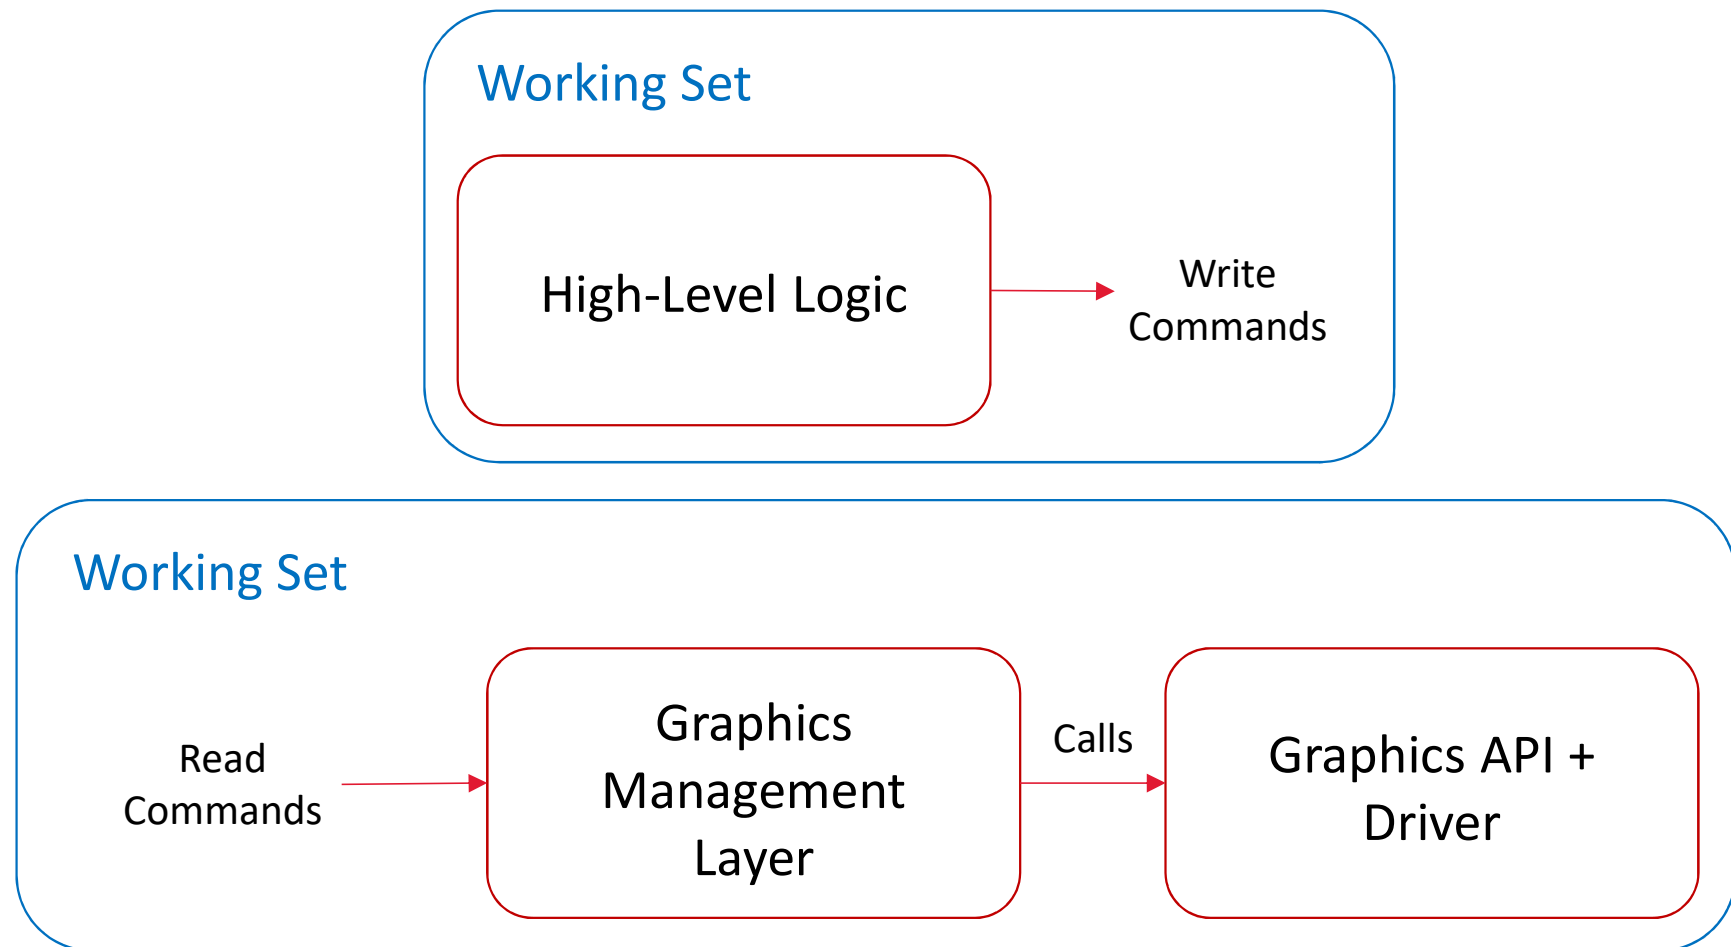 Working Set
High-Level Logic
Write
Commands
Working Set
Read
Commands
Graphics
Management
Layer
Calls
Graphics API +
Driver